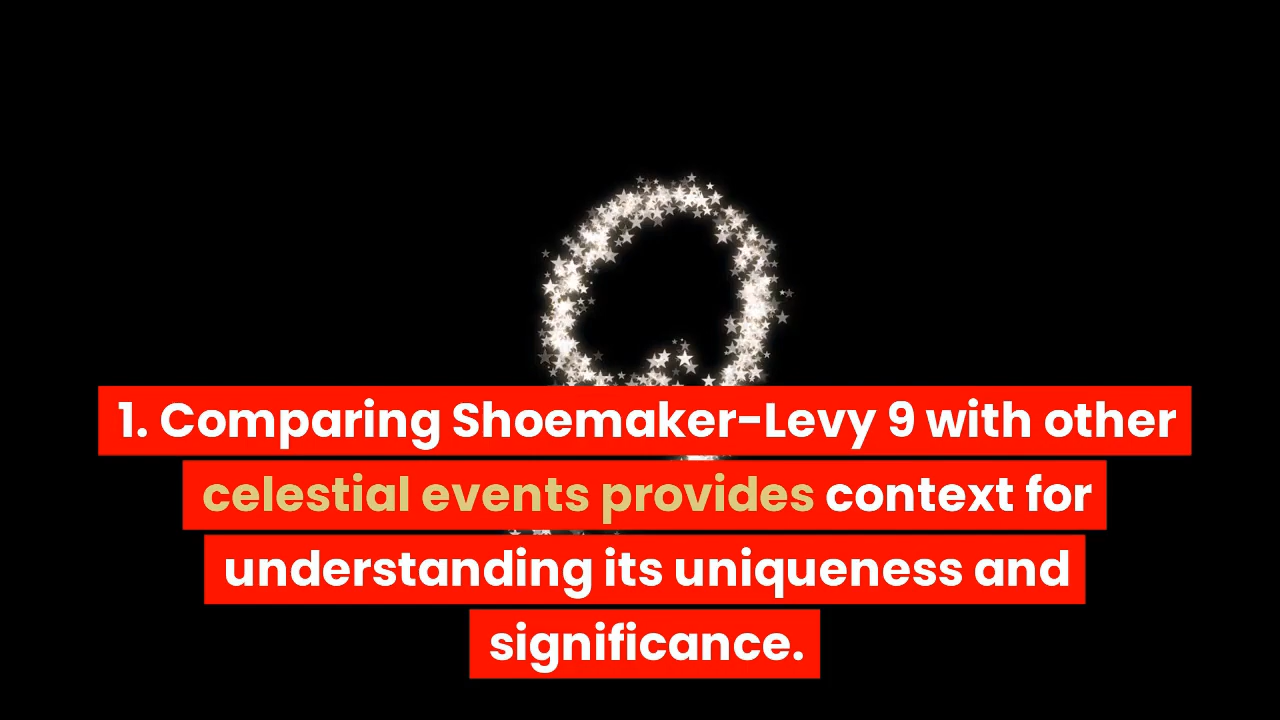 1. Comparing Shoemaker-Levy 9 with other
celestial events provides context for
understanding its uniqueness and
significance.